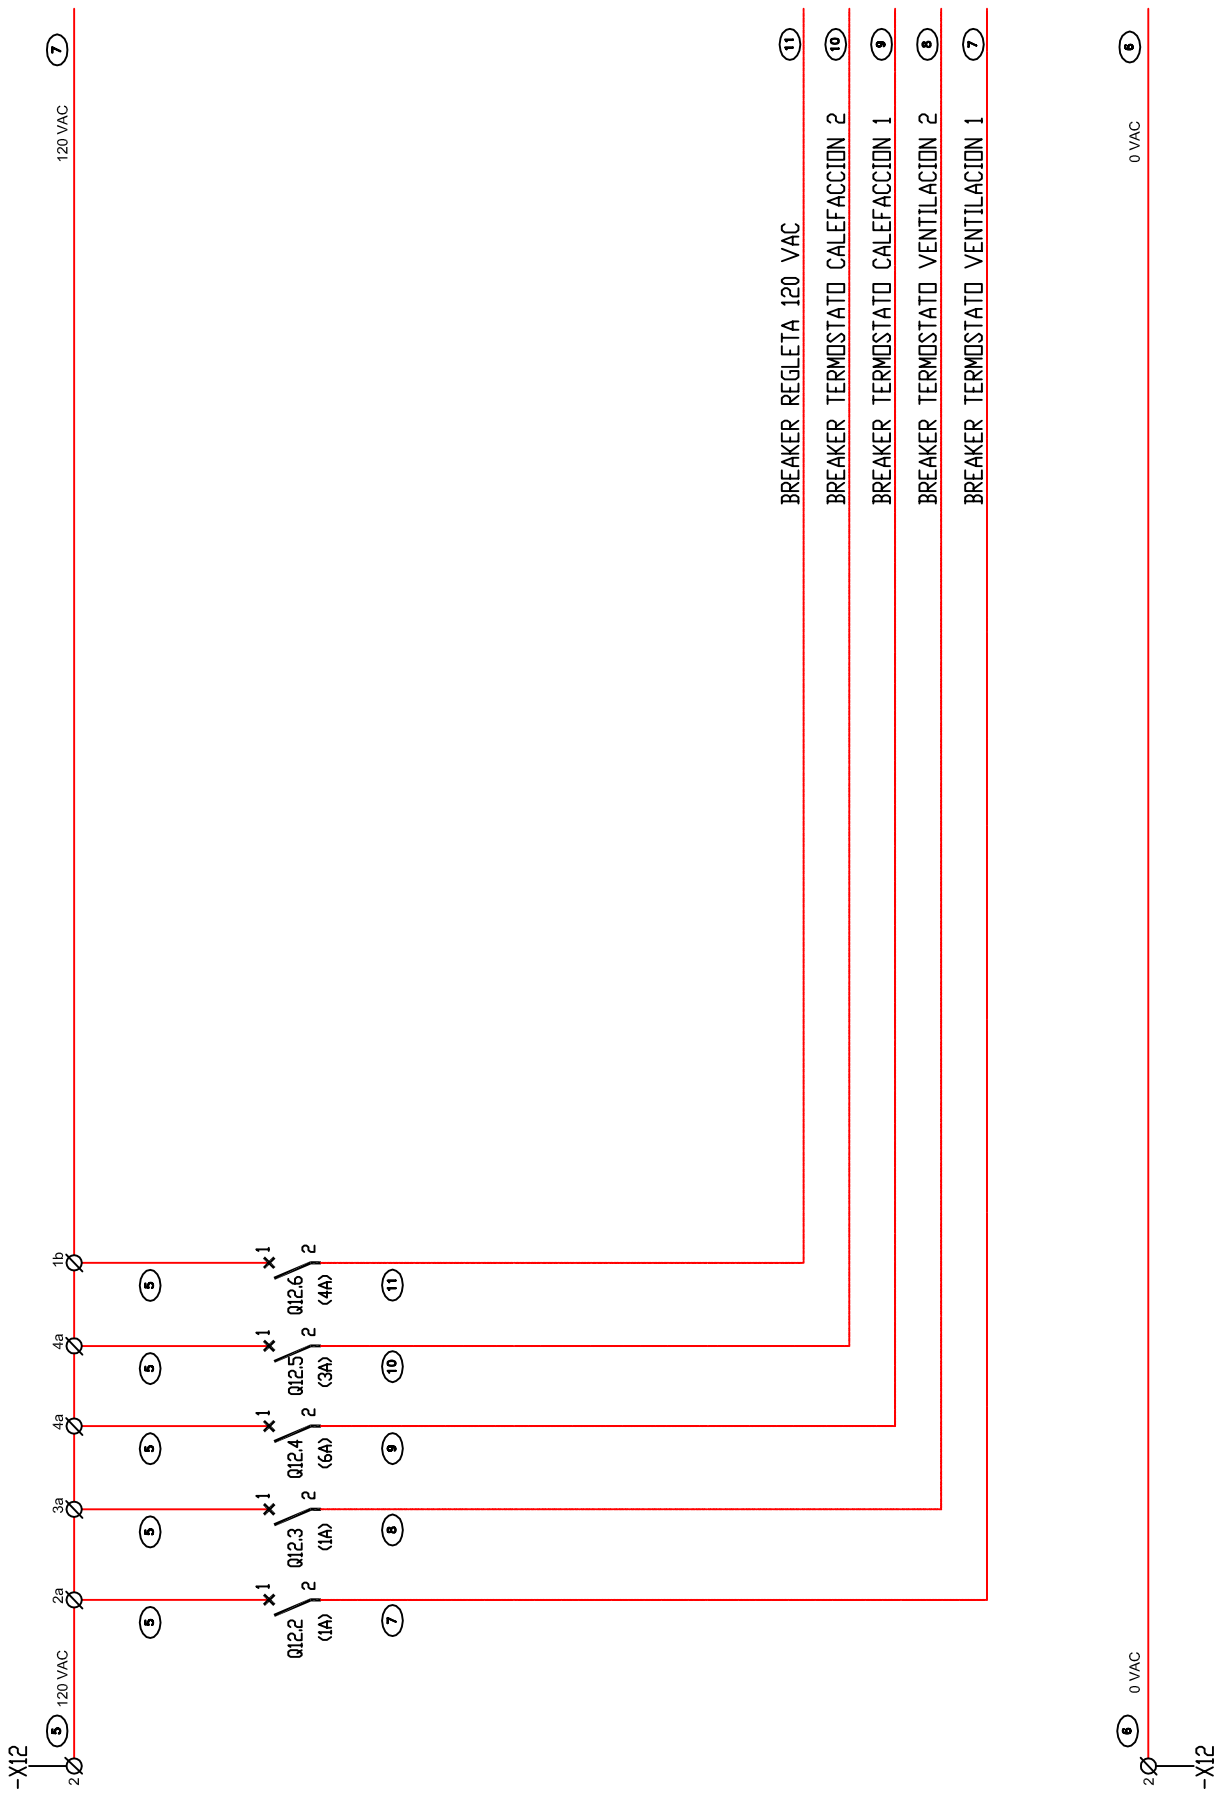 -X12
2
5
120 VAC
2a
3a
4a
4a
1b
120 VAC
7
5
5
5
5
5
1
1
1
1
1
Q12.2
(1A)
2
Q12.3
(1A)
2
Q12.4
(6A)
2
Q12.5
(3A)
2
Q12.6
(4A)
2
7
8
9
10
11
BREAKER REGLETA 120 VAC
11
BREAKER TERMOSTATO CALEFACCION 2
10
BREAKER TERMOSTATO CALEFACCION 1
9
BREAKER TERMOSTATO VENTILACION 2
8
BREAKER TERMOSTATO VENTILACION 1
7
6
0 VAC
0 VAC
6
2
-X12